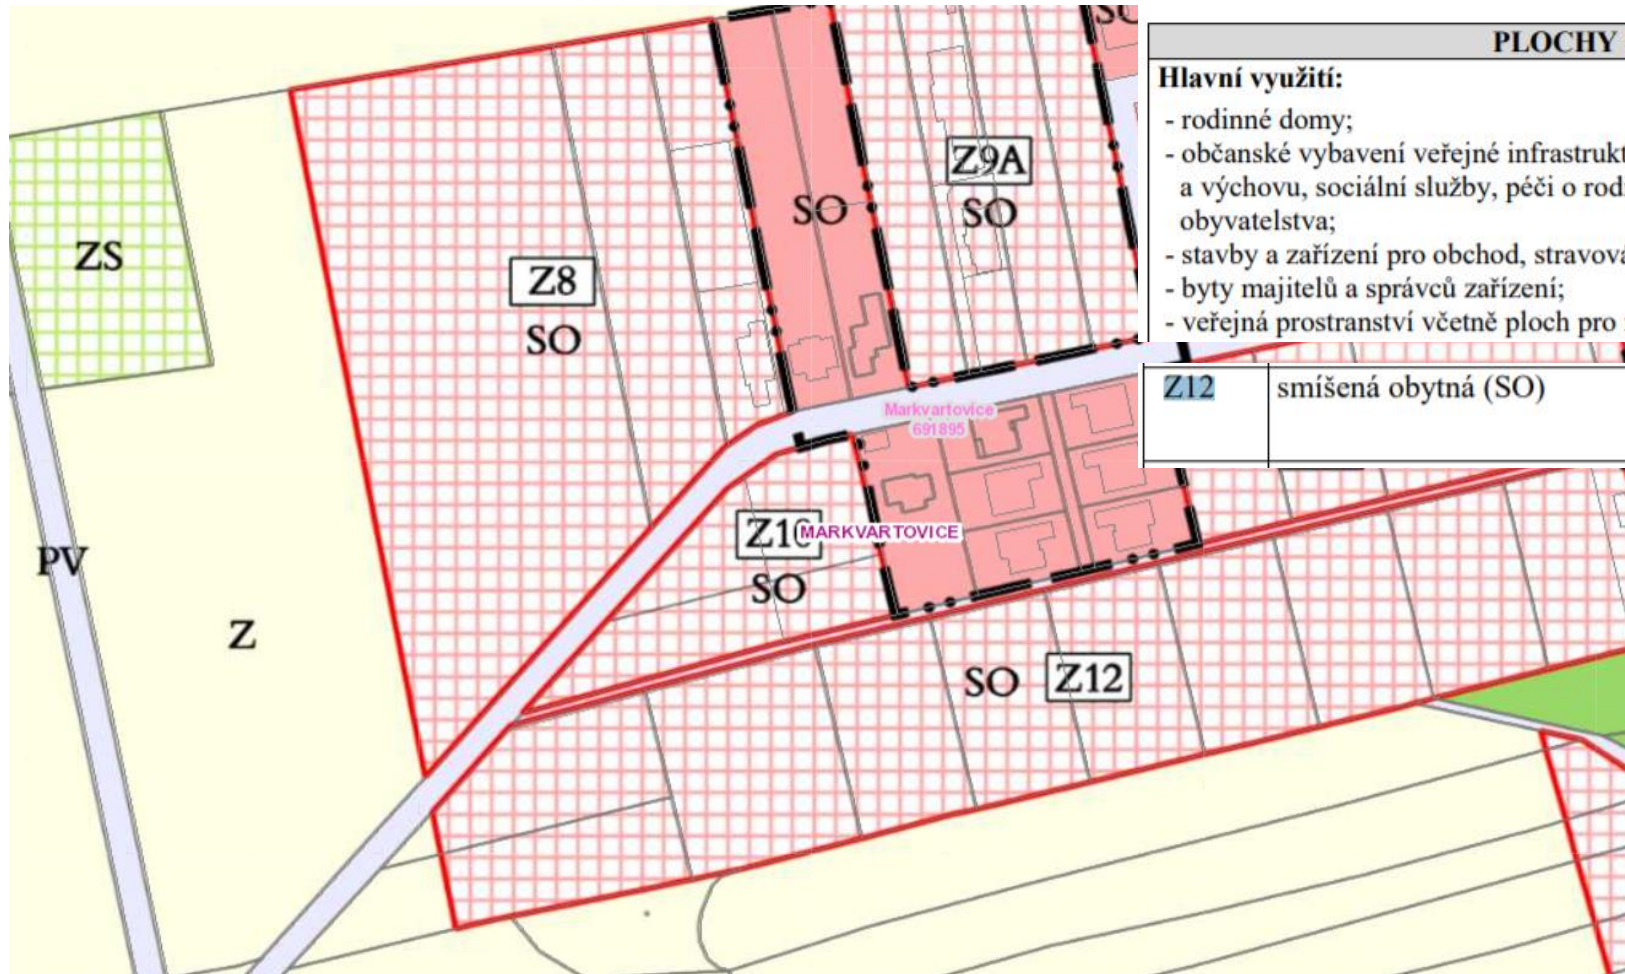 PLOCHY
Hlavní využití:
- rodinné domy;
- občanské vybavení veřejné infrastrukt
a výchovu, sociální služby, péči o rod
obyvatelstva;
- stavby a zařízení pro obchod, stravová
- byty majitelů a správců zařízení;
- veřejná prostranství včetně ploch pro
Z12 smíšená obytná (SO)
SO
Z9A
SO
SO
ZS
Z8
SO
Markvartovice
691895
Z10
MARKVARTOVICE
SO
PV
Z
SO Z12